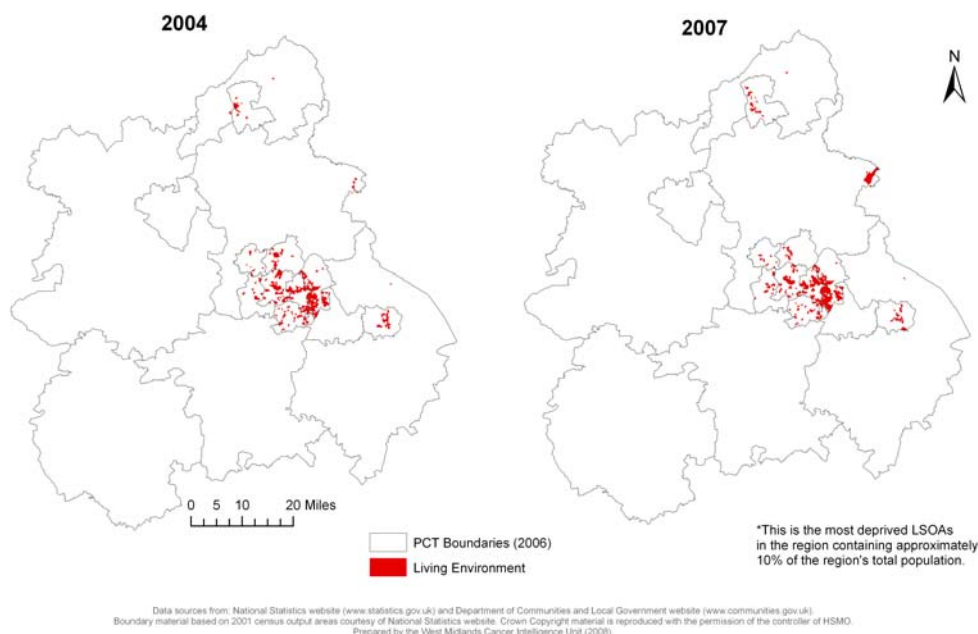 2004
2007
N
0 5 10 20 Miles
PCT Boundaries (2006)
Living Environment
*This is the most deprived LSOAs
in the region containing approximately
10% of the region's total population.
Data sources from: National Statistics website (www.statistics.gov.uk) and Department of Communities and Local Government website (www.communities.gov.uk).
Boundary material based on 2001 census output areas courtesy of National Statistics website. Crown Copyright material is reproduced with the permission of the controller of HSMO.
Prepared by the West Midlands Cancer Intelligence Unit (2008).